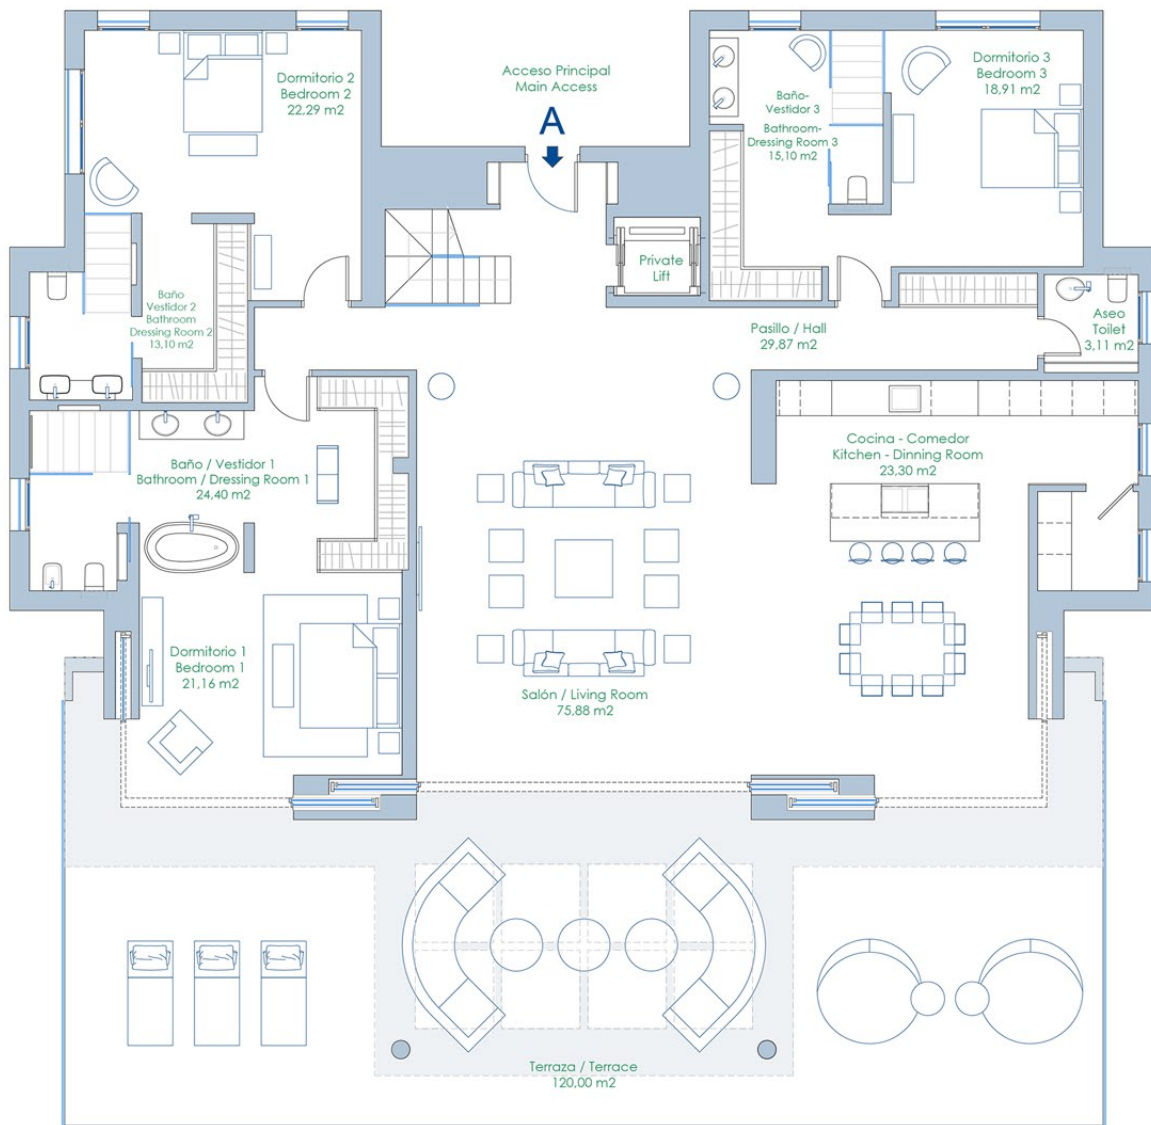 Dormitorio 2
Bedroom 2
22,29 m2
Acceso Principal
Main Access
A
Baño-
Vestidor 3
Bathroom-
Dressing Room 3
15,10 m2
Dormitorio 3
Bedroom 3
18,91 m2
Private
Lift
Baño
Vestidor 2
Bathroom
Dressing Room 2
13,10 m2
Pasillo / Hall
29,87 m2
Aseo
Toilet
3,11 m2
Baño / Vestidor 1
Bathroom / Dressing Room 1
24,40 m2
Cocina - Comedor
Kitchen - Dinning Room
23,30 m2
Dormitorio 1
Bedroom 1
21,16 m2
Salón / Living Room
75,88 m2
Terraza / Terrace
120,00 m2